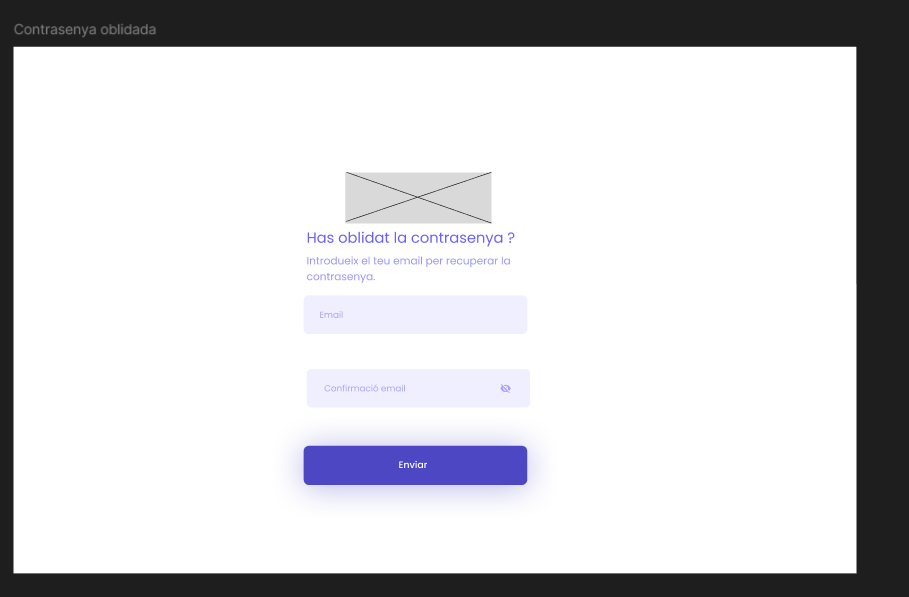 Contrasenya oblidada
Has oblidat la contrasenya ?
Introdueix el teu email per recuperar la
contrasenya.
Email
Confirmació email
Enviar